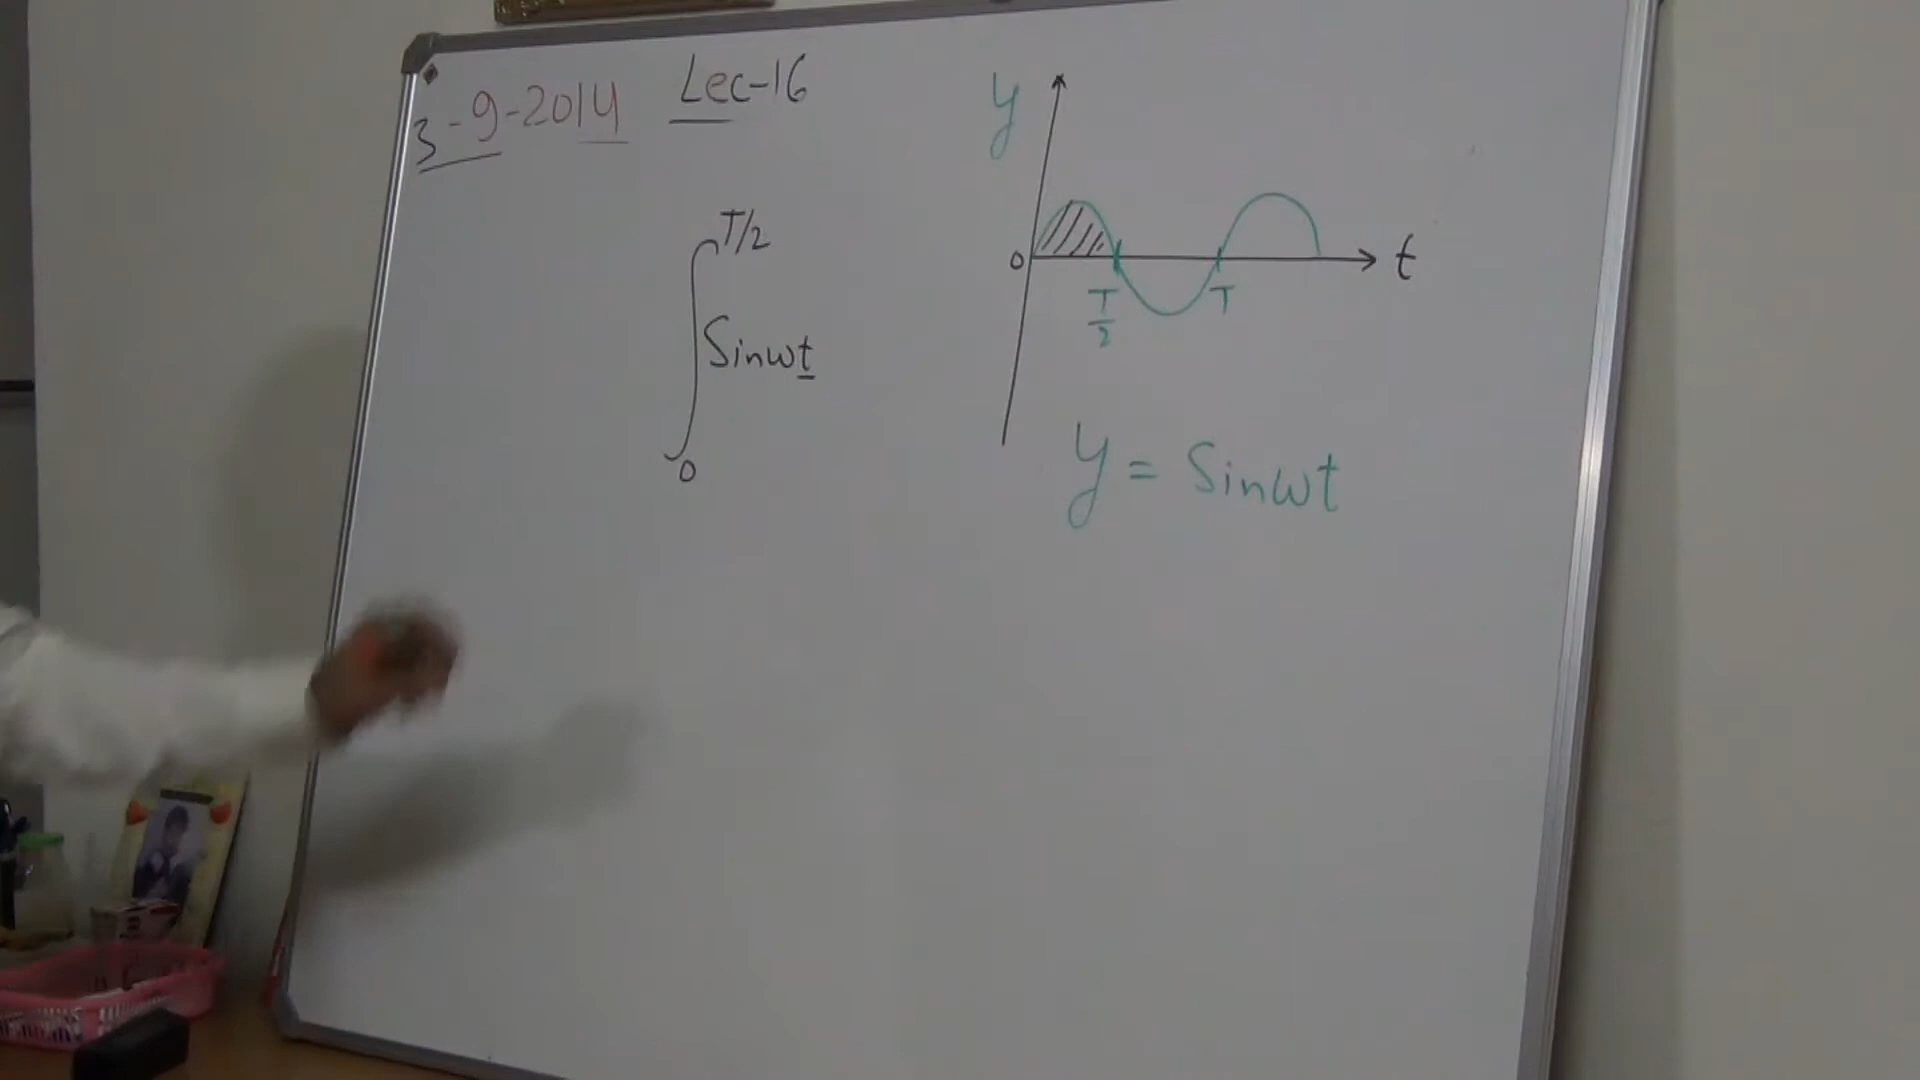 3-9-2014 Lec-16
T/2
∫ Sinωt
0
y
0
t
T/2
T
y = Sinωt